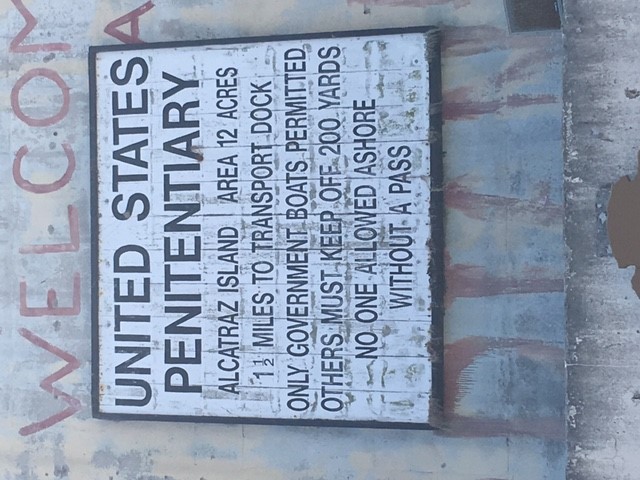 WELCOM
UNITED STATES
PENITENTIARY
ALCATRAZ ISLAND AREA 12 ACRES
1½ MILES TO TRANSPORT DOCK
ONLY GOVERNMENT BOATS PERMITTED
OTHERS MUST KEEP OFF 200 YARDS
NO ONE ALLOWED ASHORE
WITHOUT A PASS